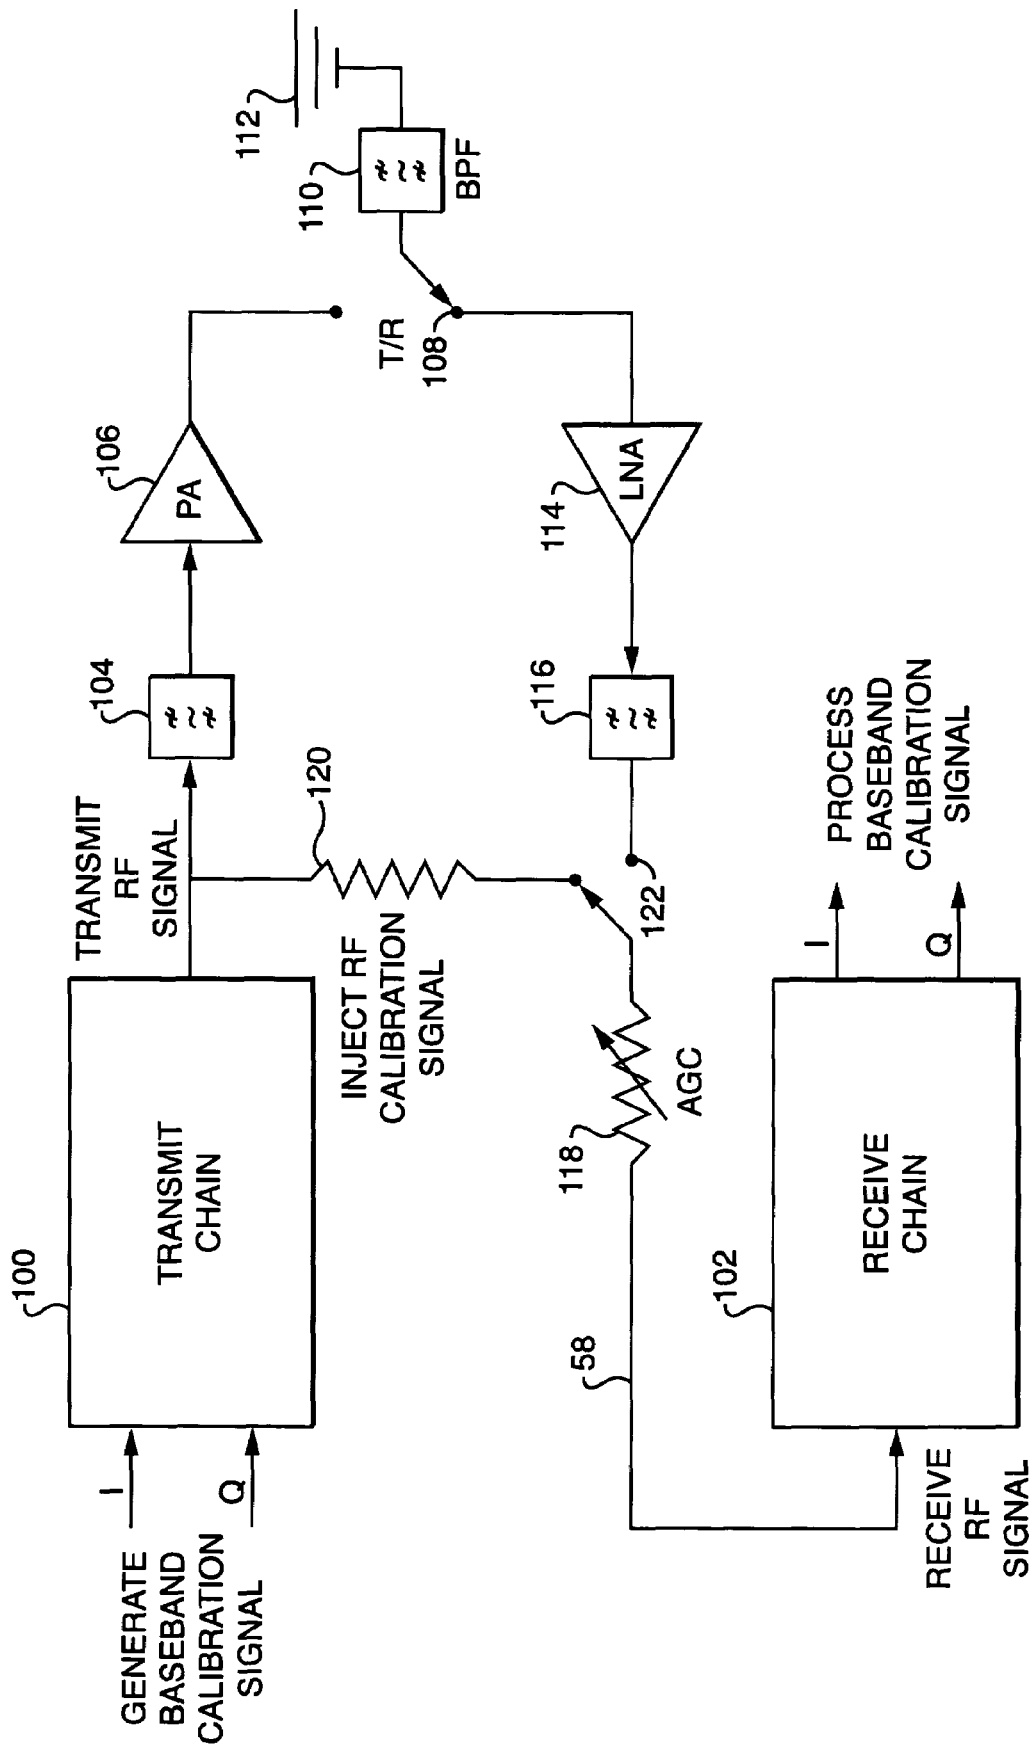 100
TRANSMIT
CHAIN
GENERATE
BASEBAND
CALIBRATION
SIGNAL
I
Q
TRANSMIT
RF
SIGNAL
104
106
PA
112
110
BPF
T/R
108
120
INJECT RF
CALIBRATION
SIGNAL
114
LNA
116
122
118
AGC
58
102
RECEIVE
CHAIN
RECEIVE
RF
SIGNAL
I
Q
PROCESS
BASEBAND
CALIBRATION
SIGNAL